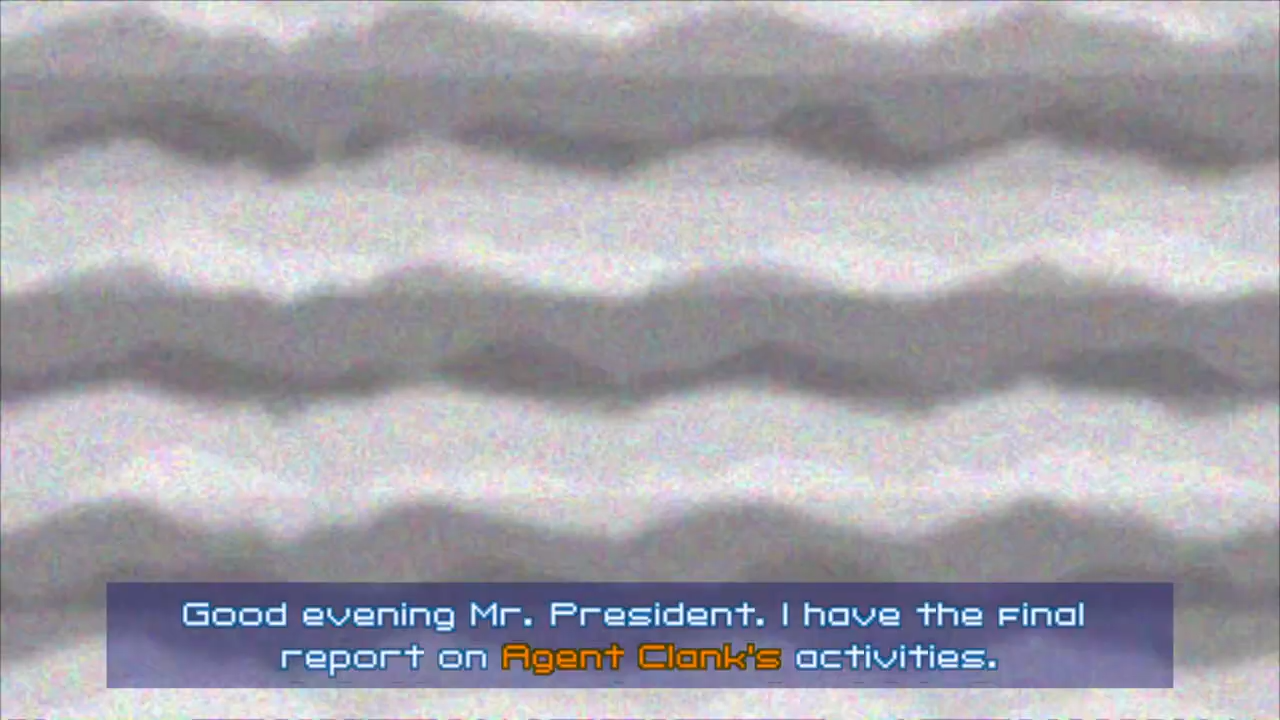 Good evening Mr. President. I have the final
report on Agent Clank's activities.